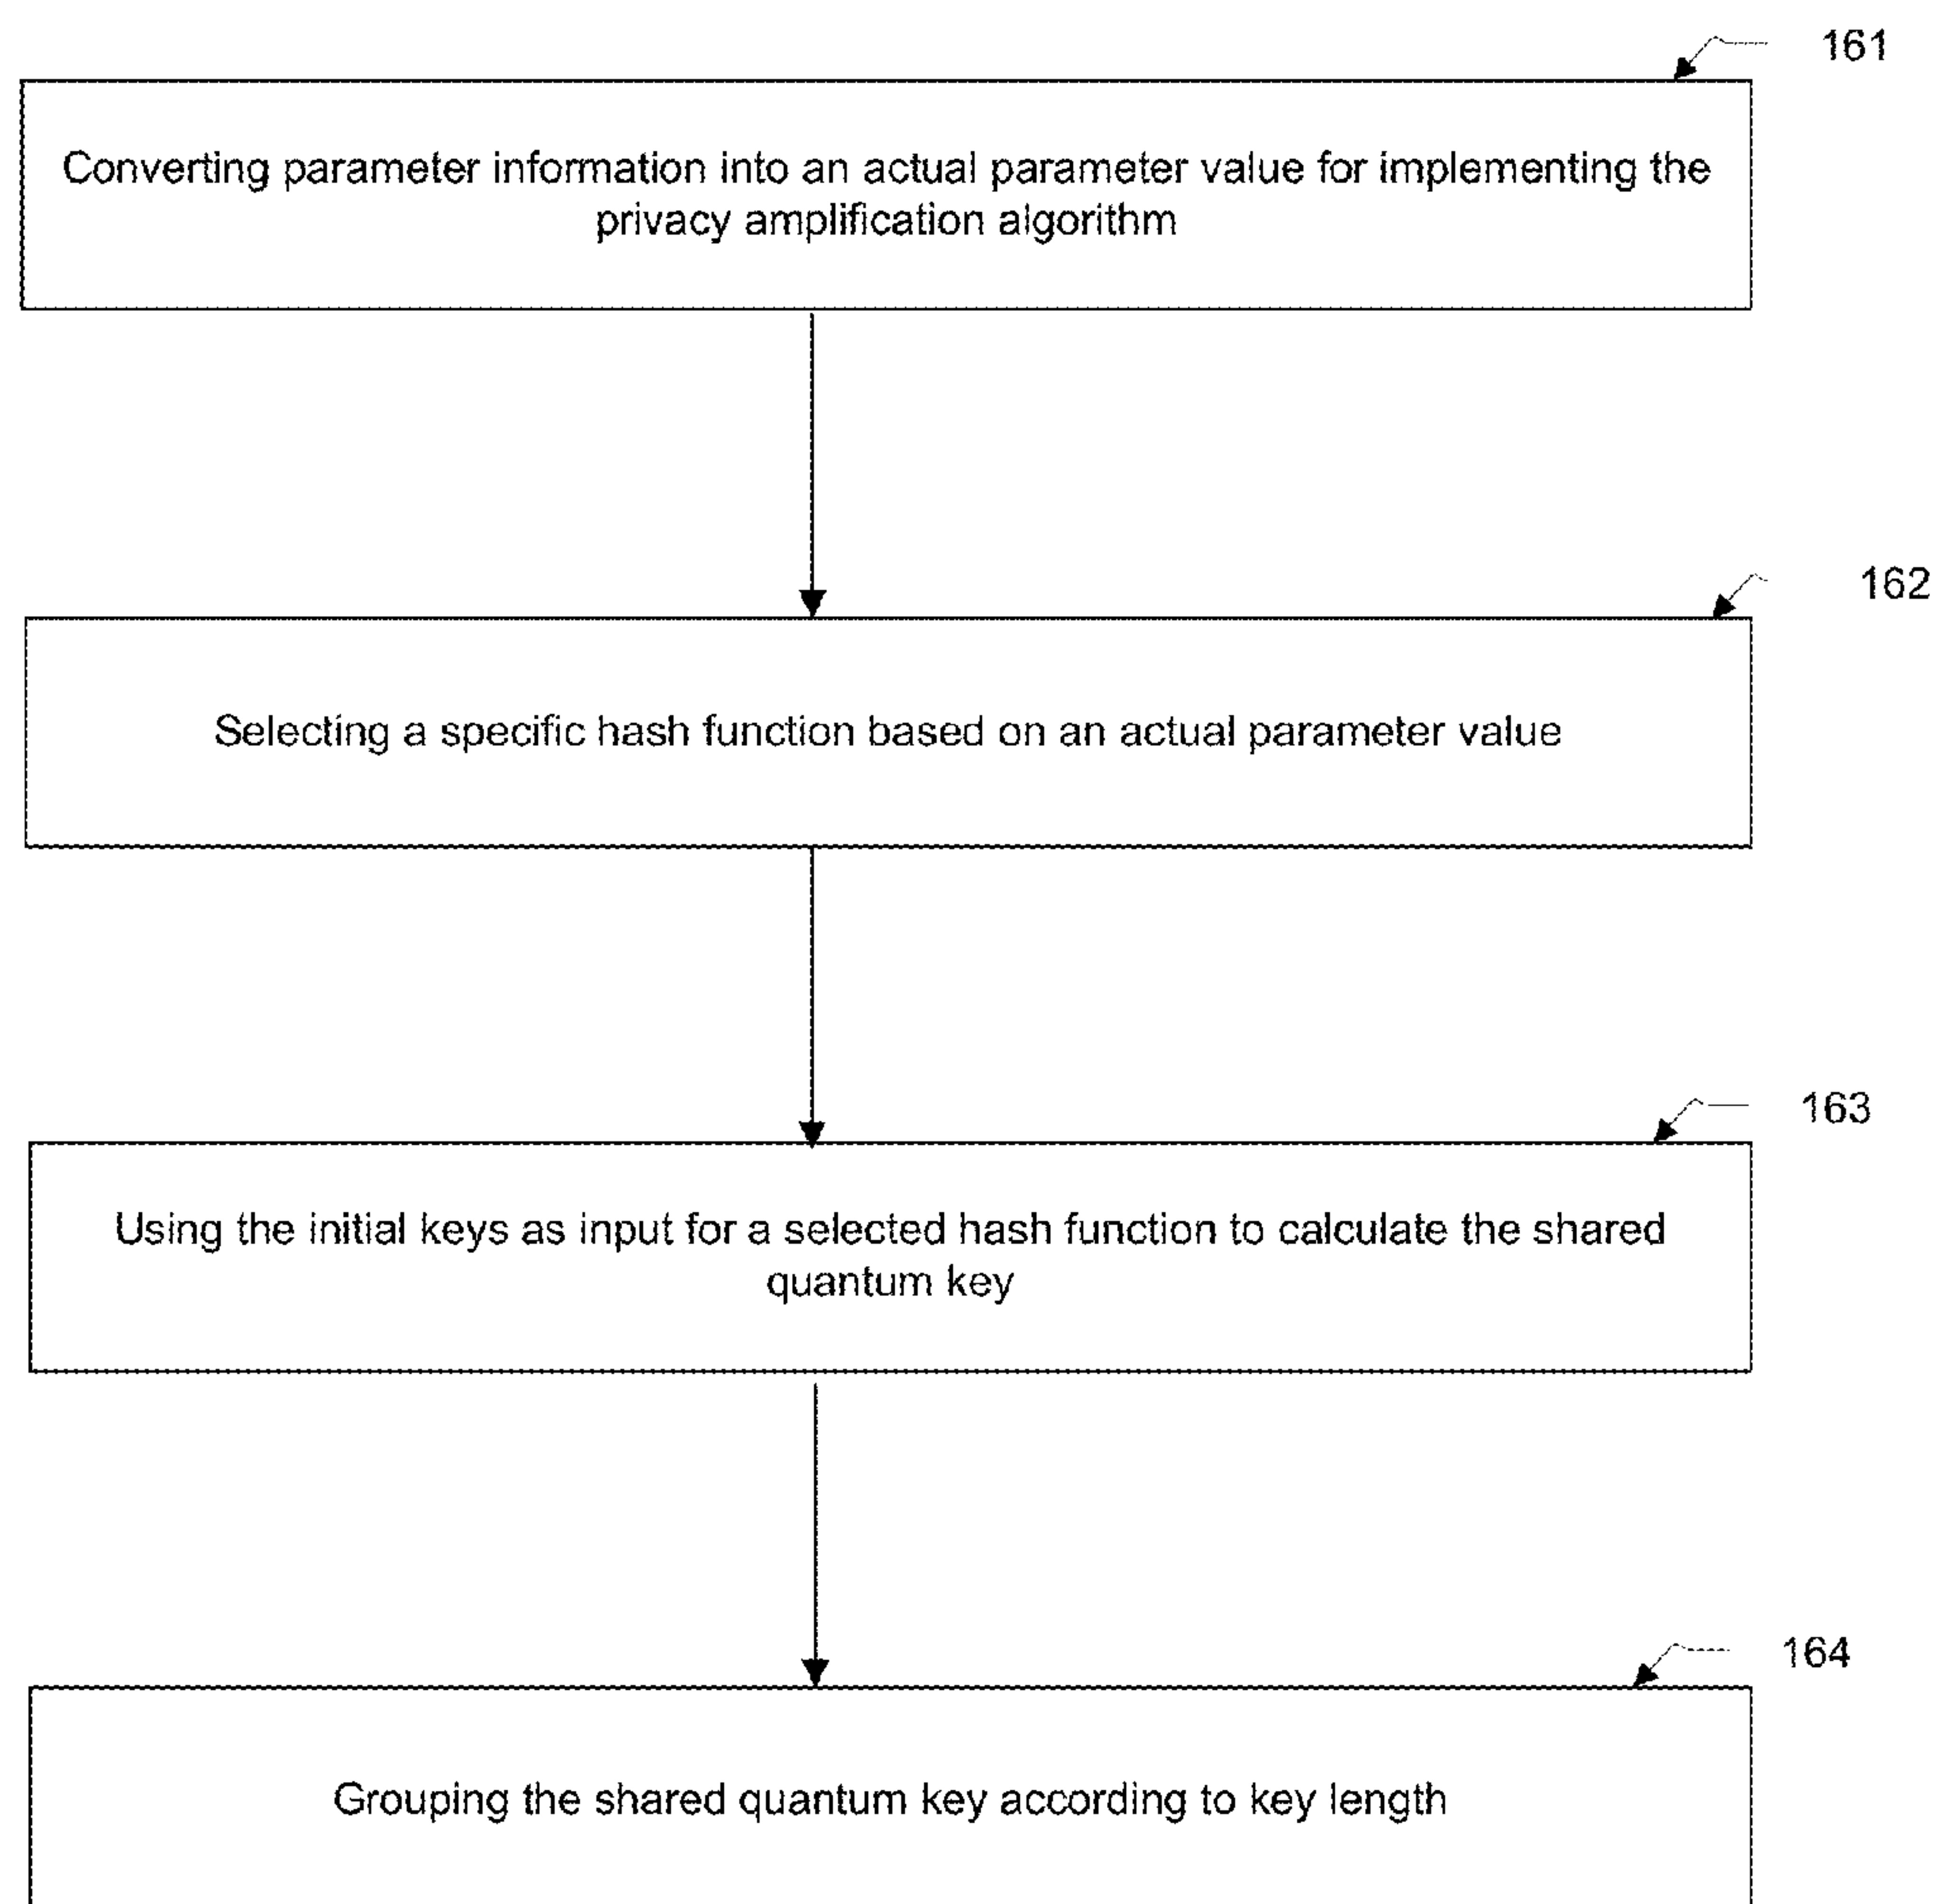 161
Converting parameter information into an actual parameter value for implementing the
privacy amplification algorithm
162
Selecting a specific hash function based on an actual parameter value
163
Using the initial keys as input for a selected hash function to calculate the shared
quantum key
164
Grouping the shared quantum key according to key length